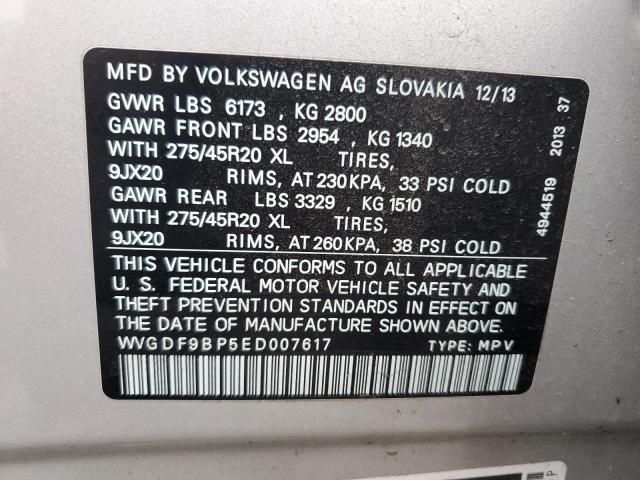 MFD BY VOLKSWAGEN AG SLOVAKIA 12/13
GVWR LBS 6173 , KG 2800
GAWR FRONT LBS 2954 , KG 1340
WITH 275/45R20 XL TIRES,
9JX20 RIMS, AT 230KPA, 33 PSI COLD
GAWR REAR LBS 3329 , KG 1510
WITH 275/45R20 XL TIRES,
9JX20 RIMS, AT 260KPA, 38 PSI COLD
THIS VEHICLE CONFORMS TO ALL APPLICABLE
U. S. FEDERAL MOTOR VEHICLE SAFETY AND
THEFT PREVENTION STANDARDS IN EFFECT ON
THE DATE OF MANUFACTURE SHOWN ABOVE.
WVGDF9BP5ED007617 TYPE: MPV
4944519 2013 37
P